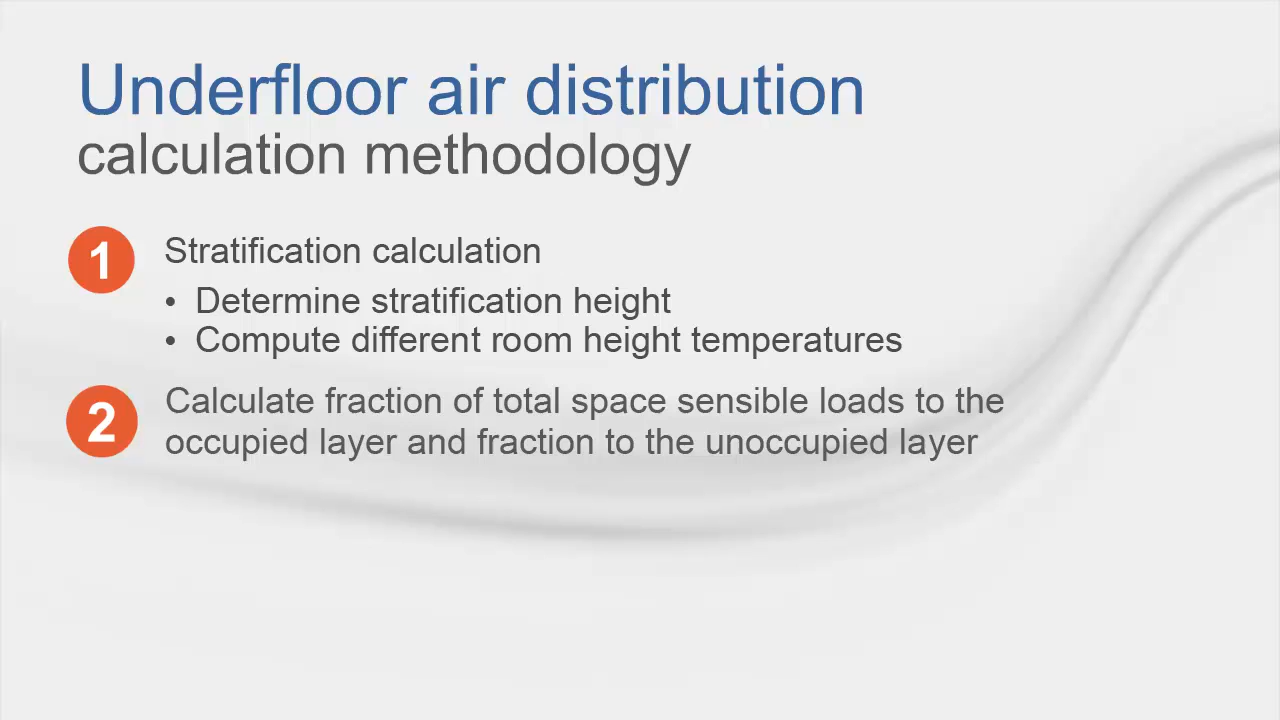 Underfloor air distribution
calculation methodology
1 Stratification calculation
• Determine stratification height
• Compute different room height temperatures
2 Calculate fraction of total space sensible loads to the
occupied layer and fraction to the unoccupied layer